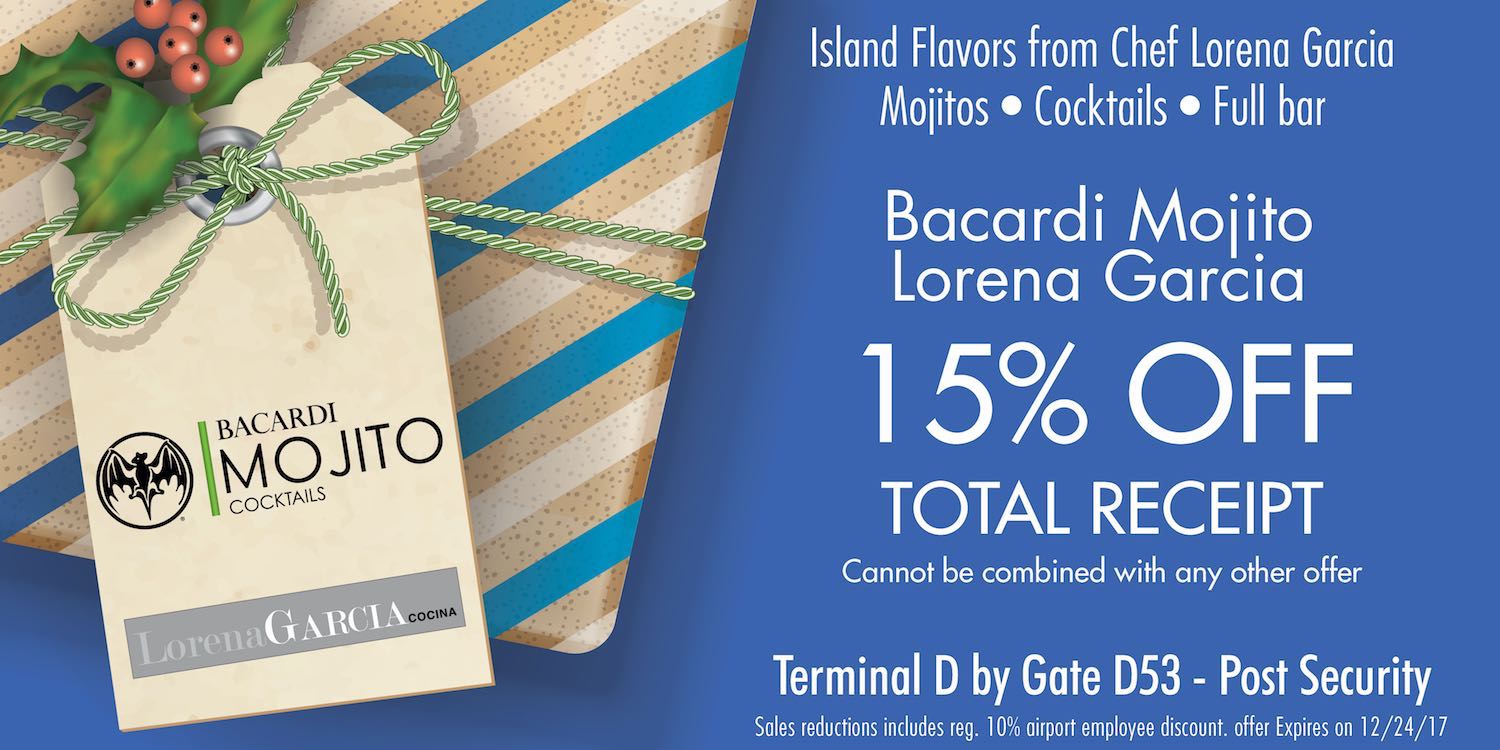 BACARDI
MOJITO
COCKTAILS
LorenaGARCIA COCINA
Island Flavors from Chef Lorena Garcia
Mojitos • Cocktails • Full bar
Bacardi Mojito
Lorena Garcia
15% OFF
TOTAL RECEIPT
Cannot be combined with any other offer
Terminal D by Gate D53 - Post Security
Sales reductions includes reg. 10% airport employee discount. offer Expires on 12/24/17